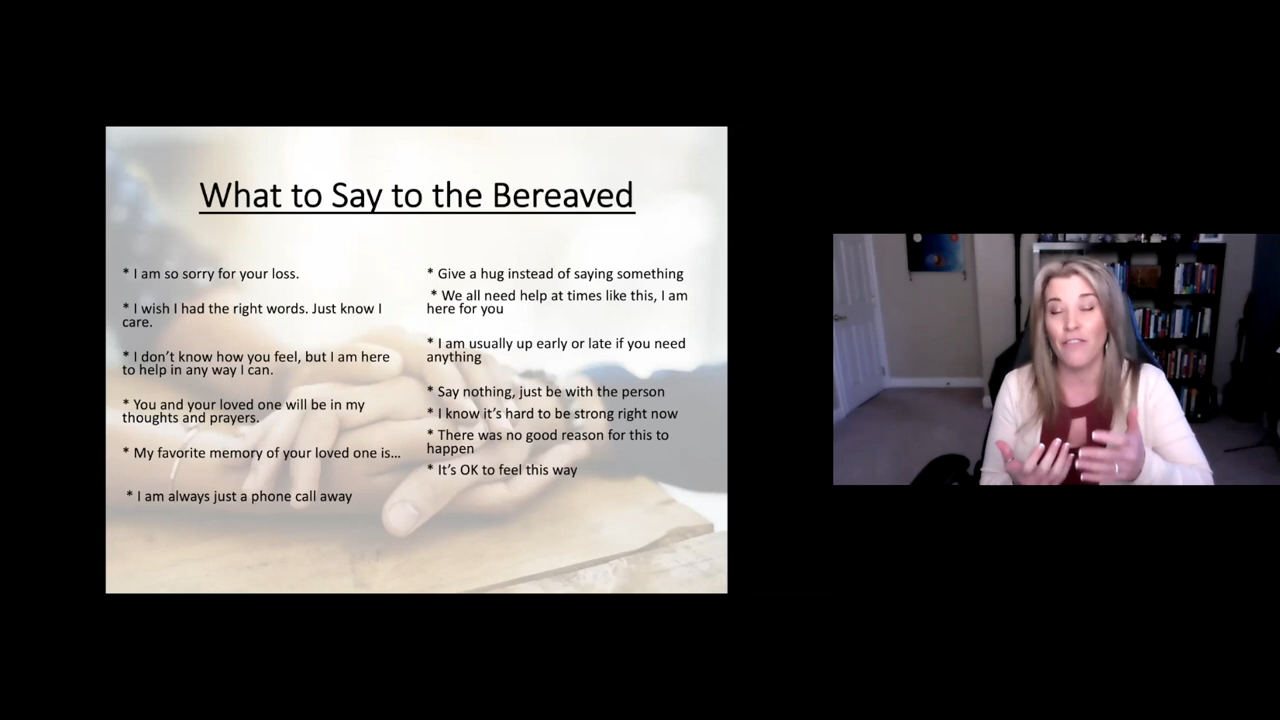 What to Say to the Bereaved
* I am so sorry for your loss.
* I wish I had the right words. Just know I
care.
* I don’t know how you feel, but I am here
to help in any way I can.
* You and your loved one will be in my
thoughts and prayers.
* My favorite memory of your loved one is…
* I am always just a phone call away
* Give a hug instead of saying something
* We all need help at times like this, I am
here for you
* I am usually up early or late if you need
anything
* Say nothing, just be with the person
* I know it’s hard to be strong right now
* There was no good reason for this to
happen
* It’s OK to feel this way